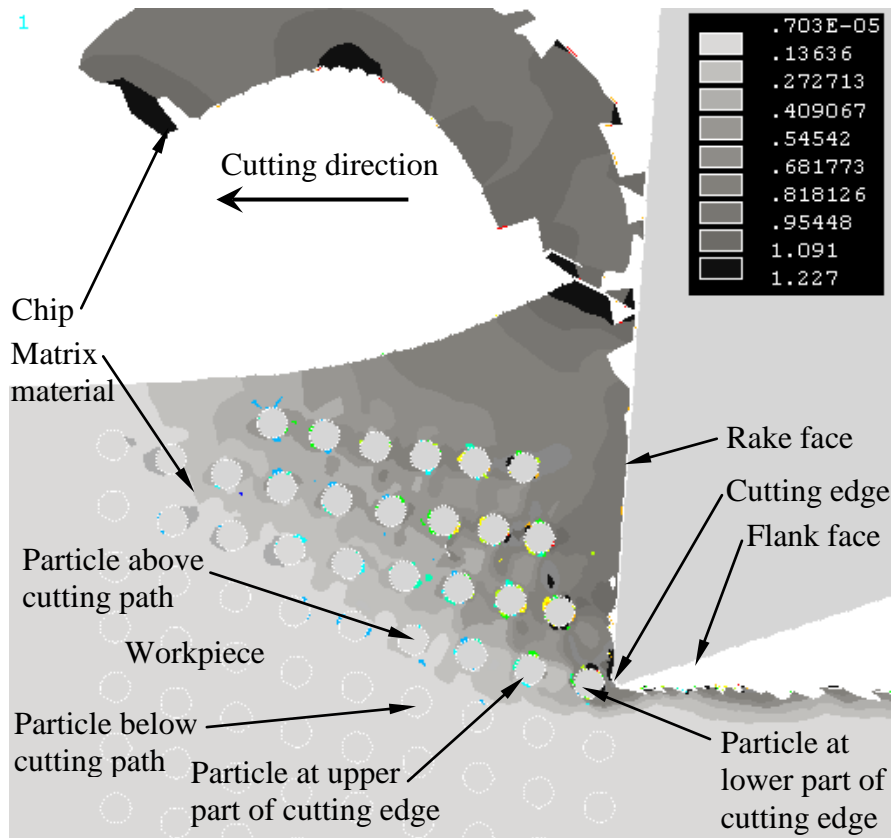 1
.703E-05
.13636
.272713
.409067
.54542
.681773
.818126
.95448
1.091
1.227
Cutting direction
Chip
Matrix
material
Rake face
Cutting edge
Flank face
Particle above
cutting path
Workpiece
Particle below
cutting path
Particle at upper
part of cutting edge
Particle at
lower part of
cutting edge